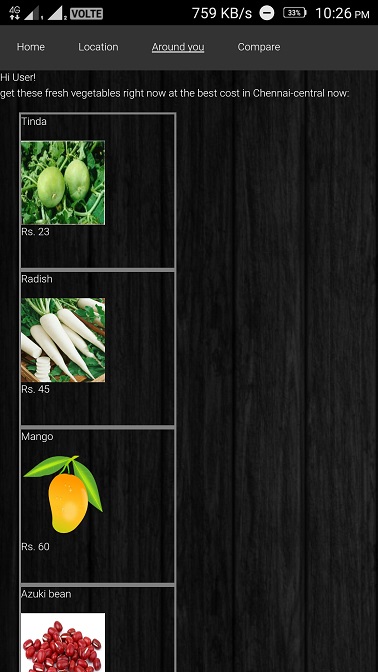 4G 1 2 VOLTE 759 KB/s 33% 10:26 PM
Home Location Around you Compare
Hi User!
get these fresh vegetables right now at the best cost in Chennai-central now:
Tinda
Rs. 23
Radish
Rs. 45
Mango
Rs. 60
Azuki bean